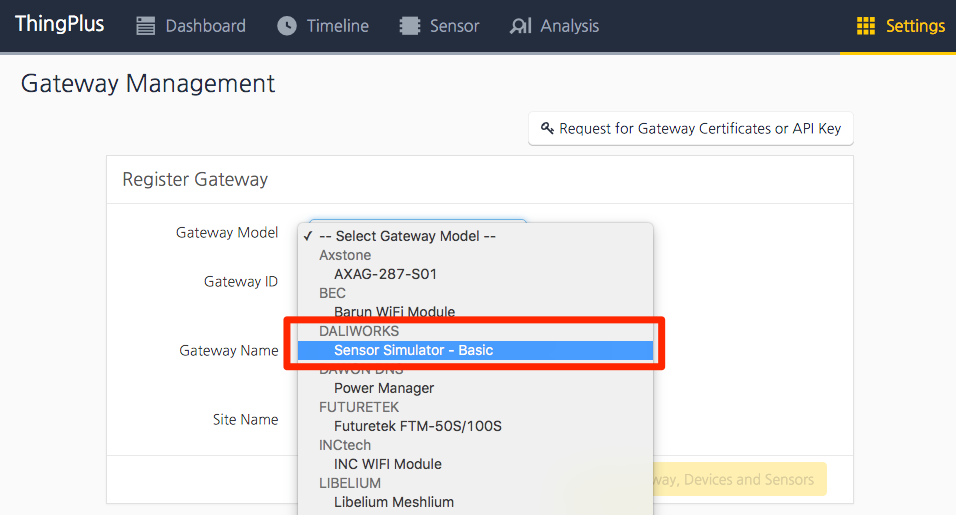 ThingPlus Dashboard Timeline Sensor Analysis Settings
Gateway Management
Request for Gateway Certificates or API Key
Register Gateway
Gateway Model
✓ -- Select Gateway Model --
Axstone
AXAG-287-S01
Gateway ID
BEC
Barun WiFi Module
DALIWORKS
Gateway Name
Sensor Simulator - Basic
DAWON DNS
Power Manager
FUTURETEK
Site Name
Futuretek FTM-50S/100S
INCtech
INC WIFI Module
LIBELIUM
way, Devices and Sensors
Libelium Meshlium